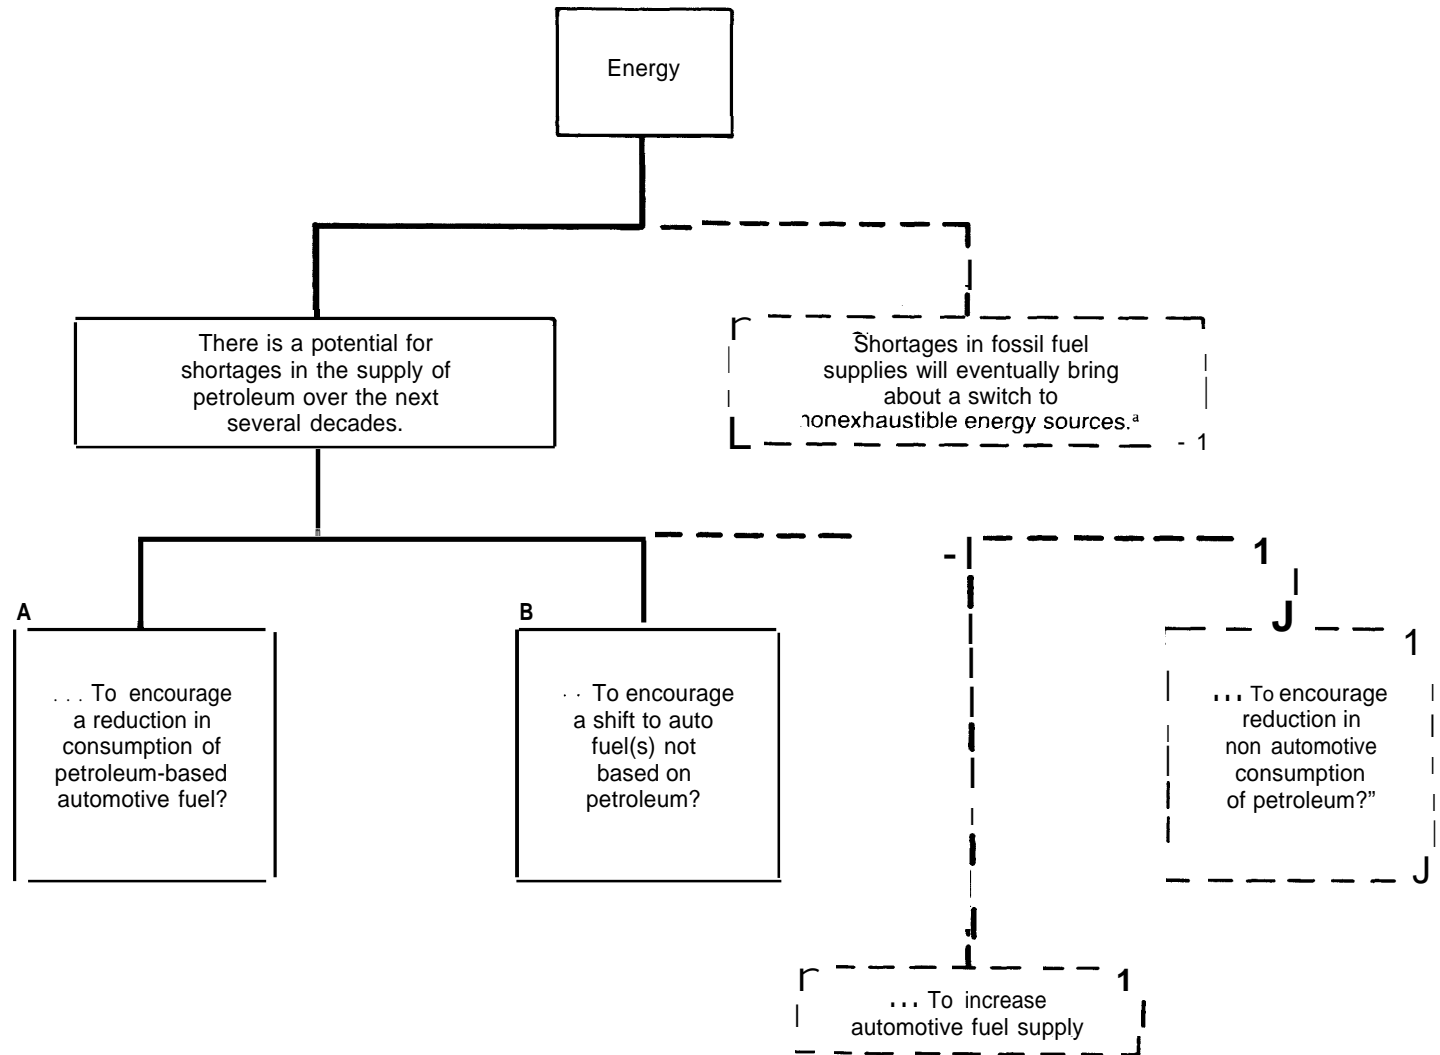 Energy
There is a potential for
shortages in the supply of
petroleum over the next
several decades.
Shortages in fossil fuel
supplies will eventually bring
about a switch to
nonexhaustible energy sources.ª
A
. . . To encourage
a reduction in
consumption of
petroleum-based
automotive fuel?
B
· · To encourage
a shift to auto
fuel(s) not
based on
petroleum?
... To encourage
reduction in
non automotive
consumption
of petroleum?”
... To increase
automotive fuel supply